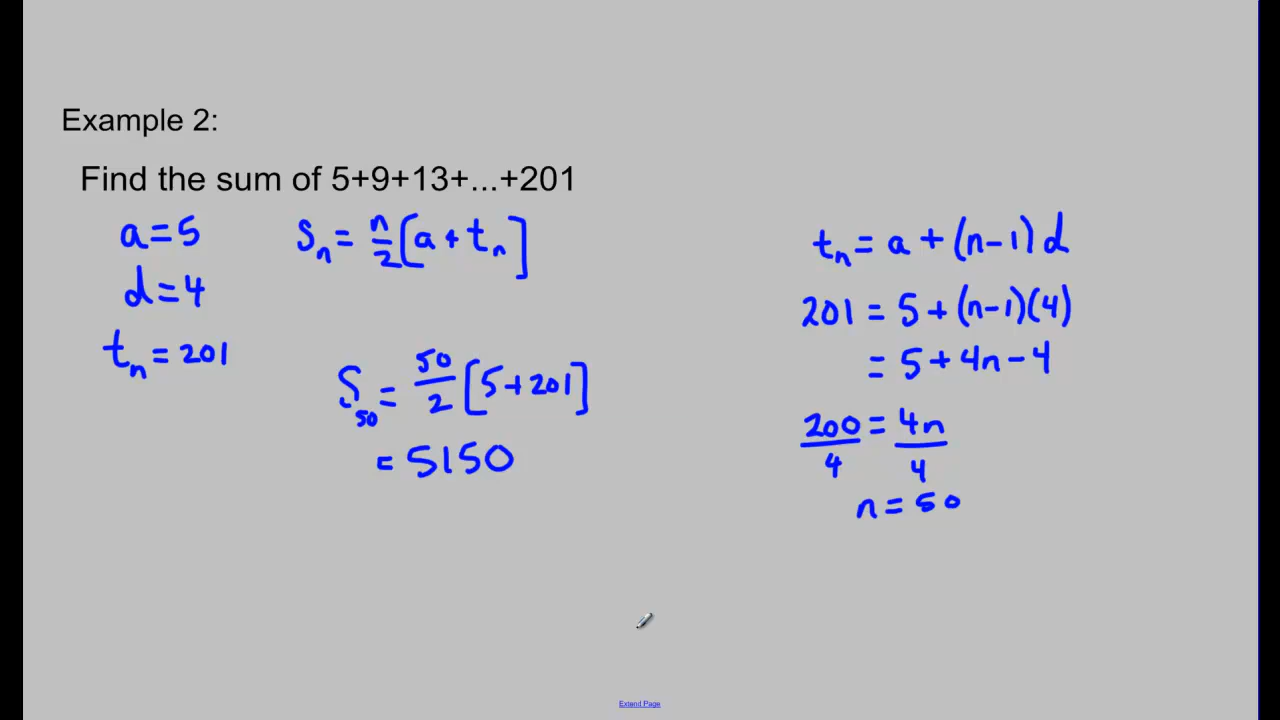 Example 2:
Find the sum of 5+9+13+...+201
a = 5
d = 4
tn = 201
Sn = n/2 [a + tn]
S50 = 50/2 [5 + 201]
= 5150
tn = a + (n-1) d
201 = 5 + (n-1)(4)
= 5 + 4n - 4
200/4 = 4n/4
n = 50
Extend Page